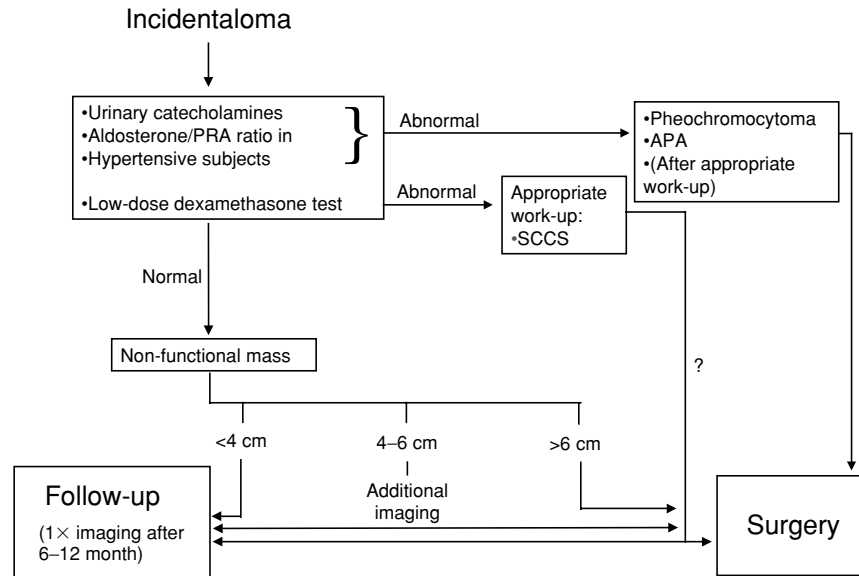 Incidentaloma
•Urinary catecholamines
•Aldosterone/PRA ratio in
•Hypertensive subjects
}
•Low-dose dexamethasone test
Abnormal
•Pheochromocytoma
•APA
•(After appropriate
work-up)
Abnormal
Appropriate
work-up:
•SCCS
Normal
Non-functional mass
?
<4 cm
4–6 cm
>6 cm
Additional
imaging
Follow-up
(1× imaging after
6–12 month)
Surgery